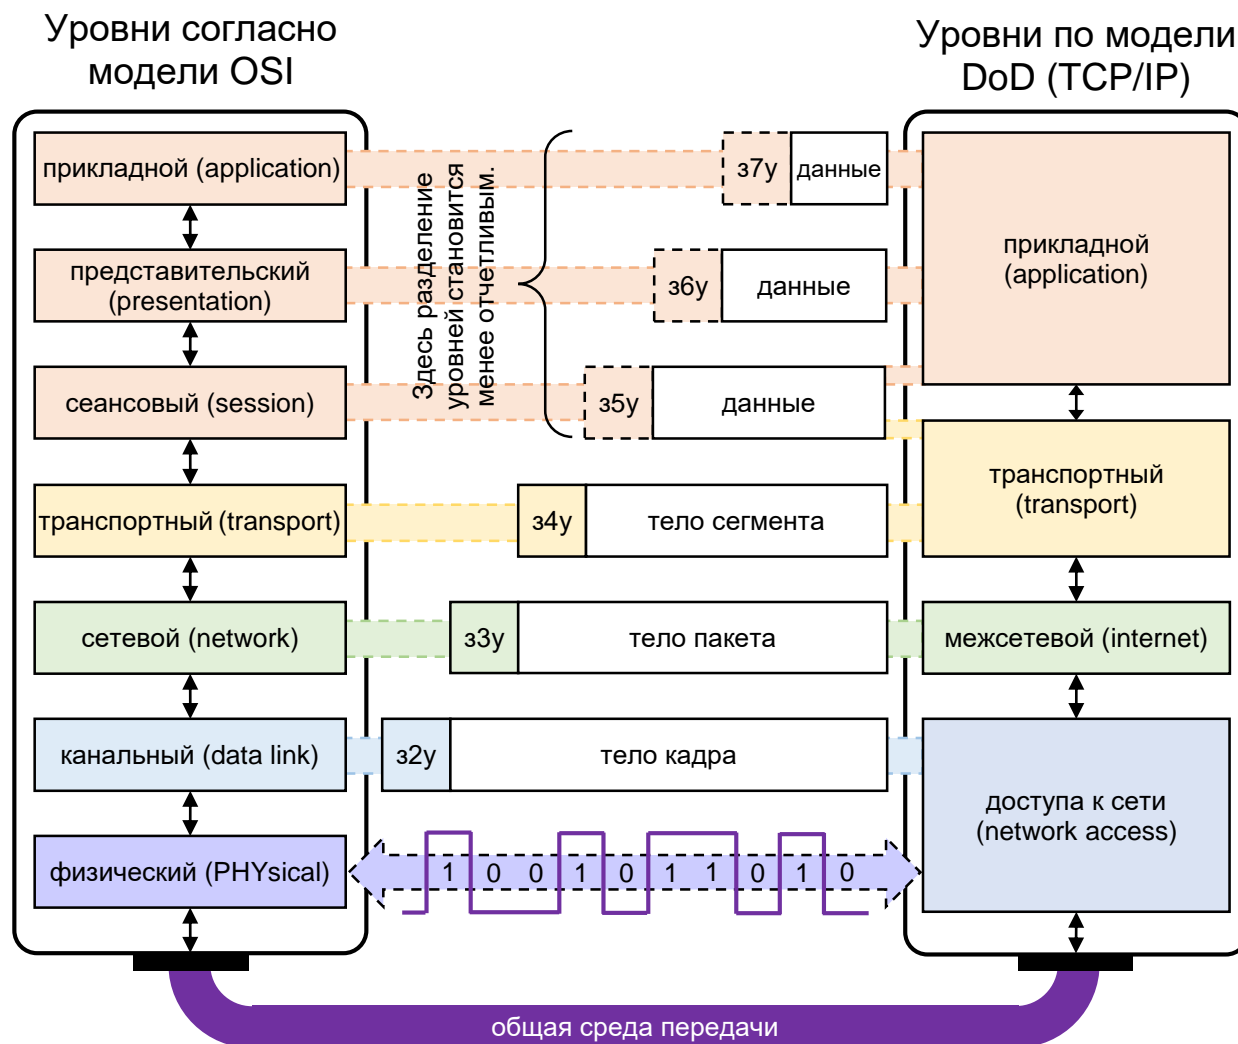 Уровни согласно
модели OSI
Уровни по модели
DoD (TCP/IP)
прикладной (application)
Здесь разделение
уровней становится
менее отчетливым.
з7у
данные
прикладной
(application)
представительский
(presentation)
з6у
данные
сеансовый (session)
з5у
данные
транспортный (transport)
з4у
тело сегмента
транспортный
(transport)
сетевой (network)
з3у
тело пакета
межсетевой (internet)
канальный (data link)
з2у
тело кадра
доступа к сети
(network access)
физический (PHYsical)
1 0 0 1 0 1 1 0 1 0
общая среда передачи